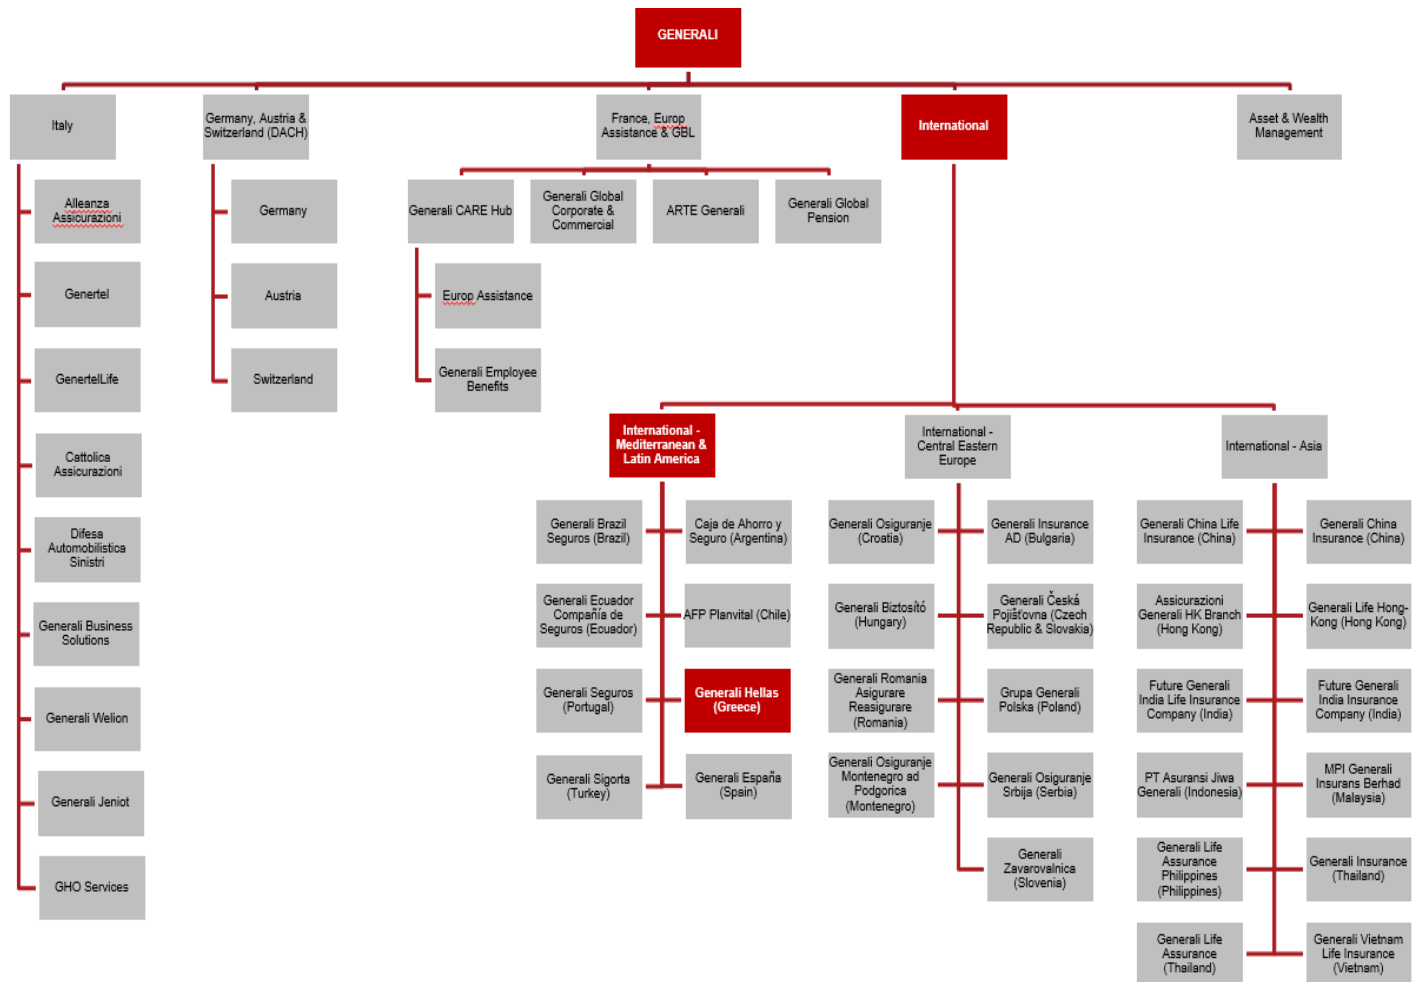 GENERALI
Italy
Germany, Austria &
Switzerland (DACH)
France, Europ
Assistance & GBL
International
Asset & Wealth
Management
Alleanza
Assicurazioni
Genertel
GenertelLife
Cattolica
Assicurazioni
Difesa
Automobilistica
Sinistri
Generali Business
Solutions
Generali Welion
Generali Jeniot
GHO Services
Germany
Austria
Switzerland
Generali CARE Hub
Generali Global
Corporate &
Commercial
ARTE Generali
Generali Global
Pension
Europ Assistance
Generali Employee
Benefits
International -
Mediterranean &
Latin America
International -
Central Eastern
Europe
International - Asia
Generali Brazil
Seguros (Brazil)
Caja de Ahorro y
Seguro (Argentina)
Generali Ecuador
Compañía de
Seguros (Ecuador)
AFP Planvital (Chile)
Generali Seguros
(Portugal)
Generali Hellas
(Greece)
Generali Sigorta
(Turkey)
Generali España
(Spain)
Generali Osiguranje
(Croatia)
Generali Insurance
AD (Bulgaria)
Generali Biztosító
(Hungary)
Generali Česká
Pojišťovna (Czech
Republic & Slovakia)
Generali Romania
Asigurare
Reasigurare
(Romania)
Grupa Generali
Polska (Poland)
Generali Osiguranje
Montenegro ad
Podgorica
(Montenegro)
Generali Osiguranje
Srbija (Serbia)
Generali
Zavarovalnica
(Slovenia)
Generali China Life
Insurance (China)
Generali China
Insurance (China)
Assicurazioni
Generali HK Branch
(Hong Kong)
Generali Life Hong-
Kong (Hong Kong)
Future Generali
India Life Insurance
Company (India)
Future Generali
India Insurance
Company (India)
PT Asuransi Jiwa
Generali (Indonesia)
MPI Generali
Insurans Berhad
(Malaysia)
Generali Life
Assurance
Philippines
(Philippines)
Generali Insurance
(Thailand)
Generali Life
Assurance
(Thailand)
Generali Vietnam
Life Insurance
(Vietnam)